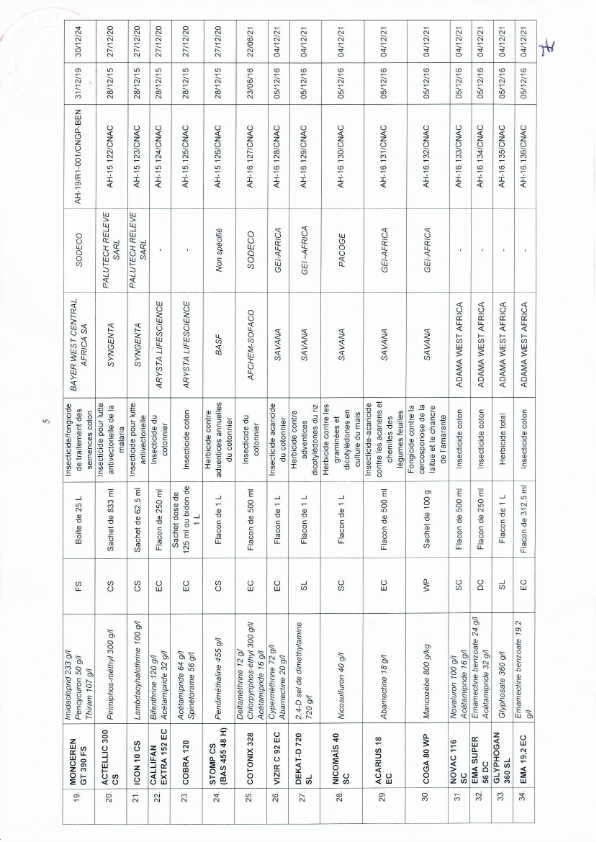 5
19. MONCEREN GT 390 FS Imidaclopid 233 g/l Pencycuron 50 g/l Thiram 107 g/l FS Boite de 25 L Insecticide/fongicide de traitement des semences coton BAYER WEST CENTRAL AFRICA SA SODECO AH-19/R1-001/CNGP-BEN 31/12/19 30/12/24
20. ACTELLIC 300 CS Pirimiphos-methyl 300 g/l CS Sachet de 833 ml Insecticide pour lutte antivectorielle de la malaria SYNGENTA PALUTECH RELEVE SARL AH-15.122/CNAC 28/12/15 27/12/20
21. ICON 10 CS Lambdacyhalothrine 100 g/l CS Sachet de 62,5 ml Insecticide pour lutte antivectorielle SYNGENTA PALUTECH RELEVE SARL AH-15.123/CNAC 28/12/15 27/12/20
22. CALLIFAN EXTRA 152 EC Bifenthrine 120 g/l Acétamipride 32 g/l EC Flacon de 250 ml Insecticide du cotonnier ARYSTA LIFESCIENCE - AH-15.124/CNAC 28/12/15 27/12/20
23. COBRA 120 Acétamipride 64 g/l Spinétorame 56 g/l EC Sachet dose de 125 ml ou bidon de 1 L Insecticide coton ARYSTA LIFESCIENCE - AH-15.125/CNAC 28/12/15 27/12/20
24. STOMP CS (BAS 455 48 H) Pendiméthaline 455 g/l CS Flacon de 1 L Herbicide contre adventices annuelles du cotonnier BASF Non spécifié AH-15.126/CNAC 28/12/15 27/12/20
25. COTONIX 328 Deltaméthrine 12 g/ Chlorpyriphos-éthyl 300 g/l Acétamipride 16 g/l EC Flacon de 500 ml Insecticide du cotonnier AFCHEM-SOFACO SODECO AH-16.127/CNAC 23/06/16 22/06/21
26. VIZIR C 92 EC Cyperméthrine 72 g/l Abamectine 20 g/l EC Flacon de 1 L Insecticide acaricide du cotonnier SAVANA GEI-AFRICA AH-16.128/CNAC 05/12/16 04/12/21
27. DEKAT-D 720 SL 2,4-D sel de dimethylamine 720 g/l SL Flacon de 1 L Herbicide contre adventices dicotylédones du riz SAVANA GEI –AFRICA AH-16.129/CNAC 05/12/16 04/12/21
28. NICOMAÏS 40 SC Nicosulfuron 40 g/l SC Flacon de 1 L Herbicide contre les graminées et dicotylédones en culture du maïs SAVANA PACOGE AH-16.130/CNAC 05/12/16 04/12/21
29. ACARIUS 18 EC Abamectine 18 g/l EC Flacon de 500 ml Insecticide-acaricide contre les acariens et chenilles des légumes feuilles SAVANA GEI-AFRICA AH-16.131/CNAC 05/12/16 04/12/21
30. COGA 80 WP Mancozèbe 800 g/kg WP Sachet de 100 g Fongicide contre la cercosporiose de la laitue et le chancre de l'amarante SAVANA GEI-AFRICA AH-16.132/CNAC 05/12/16 04/12/21
31. NOVAC 116 SC Novaluron 100 g/l Acétamipride 16 g/l SC Flacon de 500 ml Insecticide coton ADAMA WEST AFRICA - AH-16.133/CNAC 05/12/16 04/12/21
32. EMA SUPER 56 DC Emamectine benzoate 24 g/l Acétamipride 32 g/l DC Flacon de 250 ml Insecticide coton ADAMA WEST AFRICA - AH-16.134/CNAC 05/12/16 04/12/21
33. GLYPHOGAN 360 SL Glyphosate 360 g/l SL Flacon de 1 L Herbicide total ADAMA WEST AFRICA - AH-16.135/CNAC 05/12/16 04/12/21
34. EMA 19,2 EC Emamectine benzoate 19.2 g/l EC Flacon de 312.5 ml Insecticide coton ADAMA WEST AFRICA - AH-16.136/CNAC 05/12/16 04/12/21